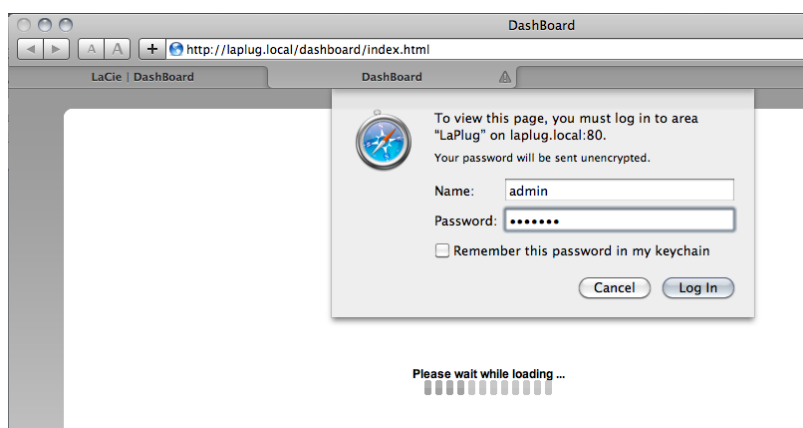 DashBoard
A A + http://laplug.local/dashboard/index.html
LaCie | DashBoard DashBoard
To view this page, you must log in to area
"LaPlug" on laplug.local:80.
Your password will be sent unencrypted.
Name: admin
Password: •••••••
Remember this password in my keychain
Cancel Log In
Please wait while loading ...